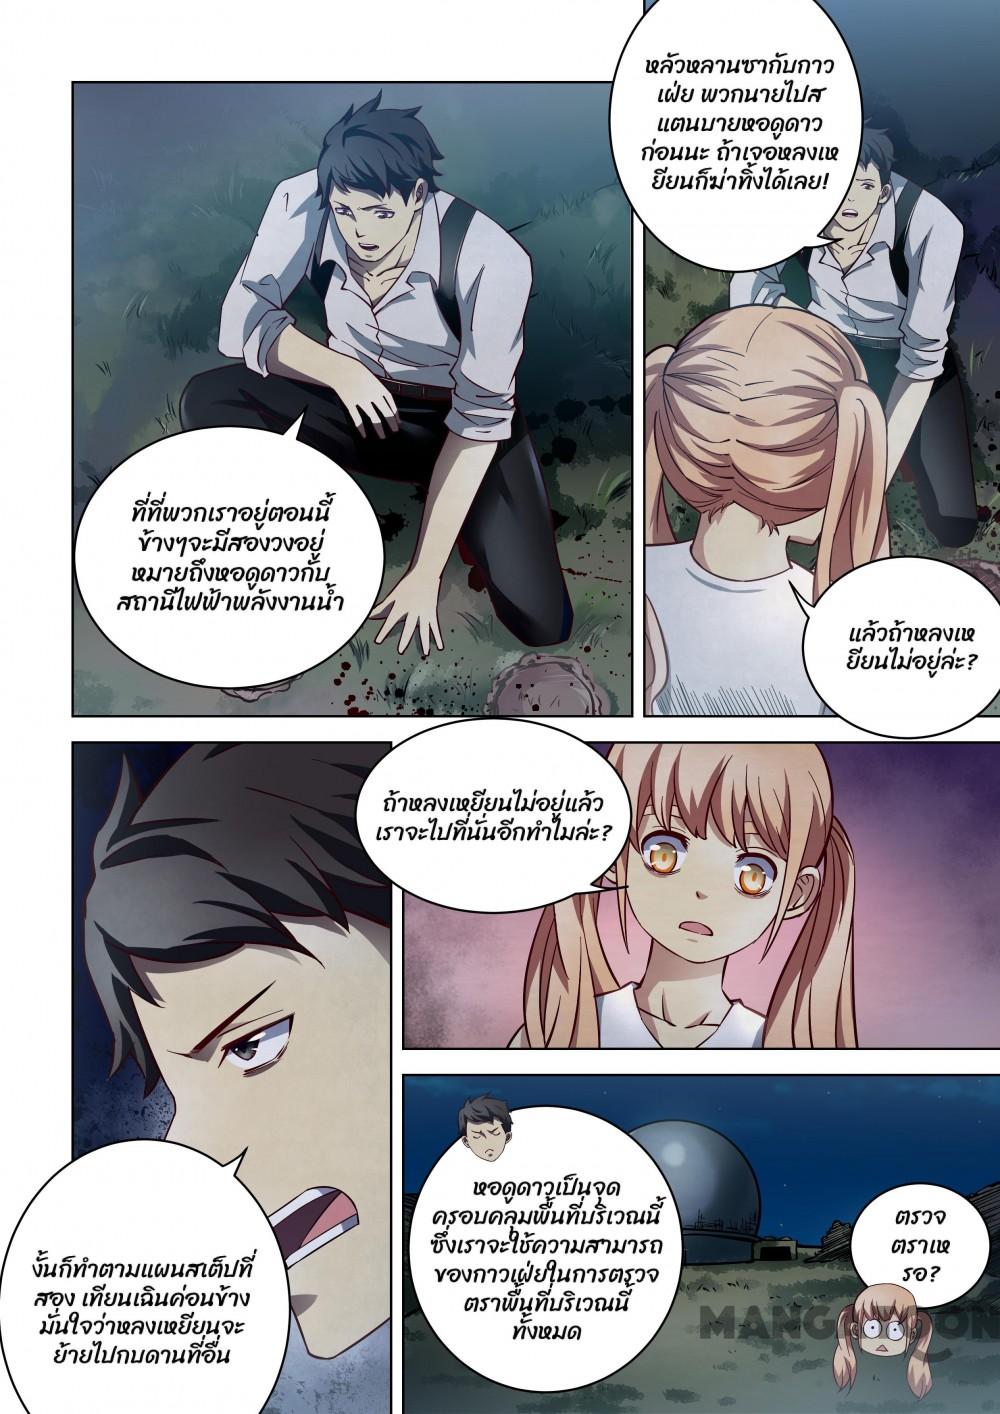 ที่ที่พวกเราอยู่ตอนนี้
ข้างๆจะมีสองวงอยู่
หมายถึงหอดูดาวกับ
สถานีไฟฟ้าพลังงานน้ำ
หลัวหลานซากับกาว
เฝ่ย พวกนายไปส
แตนบายหอดูดาว
ก่อนนะ ถ้าเจอหลงเห
ยียนก็ฆ่าทิ้งได้เลย!
แล้วถ้าหลงเห
ยียนไม่อยู่ล่ะ?
ถ้าหลงเหยียนไม่อยู่แล้ว
เราจะไปที่นั่นอีกทำไมล่ะ?
งั้นก็ทำตามแผนสเต็ปที่
สอง เทียนเฉินค่อนข้าง
มั่นใจว่าหลงเหยียนจะ
ย้ายไปกบดานที่อื่น
หอดูดาวเป็นจุด
ครอบคลุมพื้นที่บริเวณนี้
ซึ่งเราจะใช้ความสามารถ
ของกาวเฝ่ยในการตรวจ
ตราพื้นที่บริเวณนี้
ทั้งหมด
ตรวจ
ตราเห
รอ?